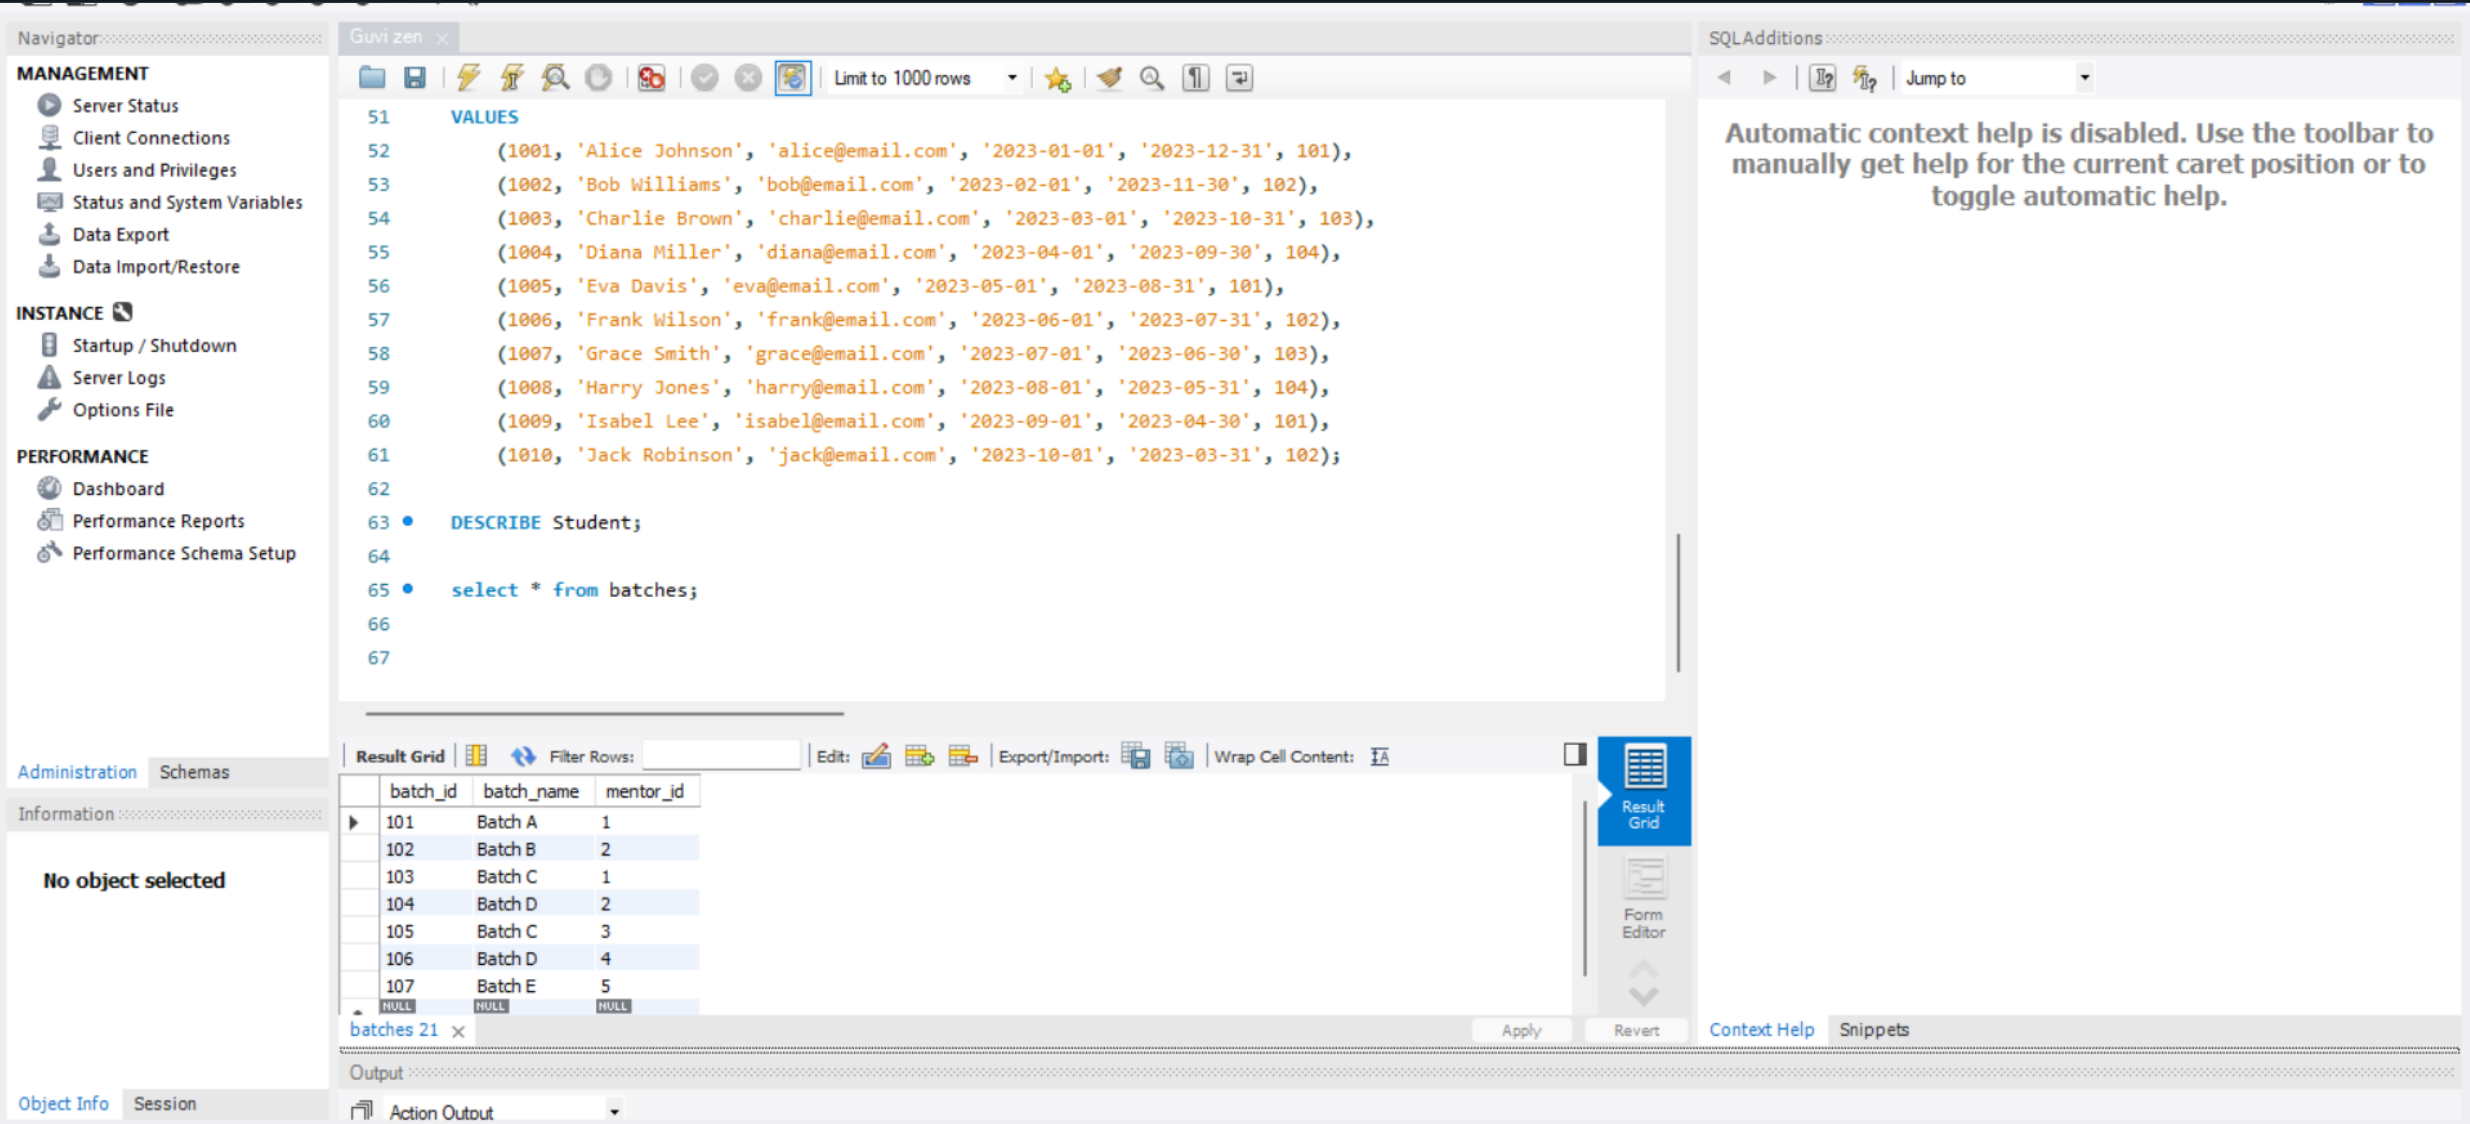 Navigator
MANAGEMENT
Server Status
Client Connections
Users and Privileges
Status and System Variables
Data Export
Data Import/Restore
INSTANCE
Startup / Shutdown
Server Logs
Options File
PERFORMANCE
Dashboard
Performance Reports
Performance Schema Setup
Administration Schemas
Information
No object selected
Object Info Session
Guvi zen
Limit to 1000 rows
51 VALUES
52 (1001, 'Alice Johnson', 'alice@email.com', '2023-01-01', '2023-12-31', 101),
53 (1002, 'Bob Williams', 'bob@email.com', '2023-02-01', '2023-11-30', 102),
54 (1003, 'Charlie Brown', 'charlie@email.com', '2023-03-01', '2023-10-31', 103),
55 (1004, 'Diana Miller', 'diana@email.com', '2023-04-01', '2023-09-30', 104),
56 (1005, 'Eva Davis', 'eva@email.com', '2023-05-01', '2023-08-31', 101),
57 (1006, 'Frank Wilson', 'frank@email.com', '2023-06-01', '2023-07-31', 102),
58 (1007, 'Grace Smith', 'grace@email.com', '2023-07-01', '2023-06-30', 103),
59 (1008, 'Harry Jones', 'harry@email.com', '2023-08-01', '2023-05-31', 104),
60 (1009, 'Isabel Lee', 'isabel@email.com', '2023-09-01', '2023-04-30', 101),
61 (1010, 'Jack Robinson', 'jack@email.com', '2023-10-01', '2023-03-31', 102);
62
63 DESCRIBE Student;
64
65 select * from batches;
66
67
Result Grid Filter Rows: Edit: Export/Import: Wrap Cell Content:
batch_id batch_name mentor_id
101 Batch A 1
102 Batch B 2
103 Batch C 1
104 Batch D 2
105 Batch C 3
106 Batch D 4
107 Batch E 5
NULL NULL NULL
Result
Grid
Form
Editor
batches 21 Apply Revert
Output
Action Output
SQLAdditions
Jump to
Automatic context help is disabled. Use the toolbar to
manually get help for the current caret position or to
toggle automatic help.
Context Help Snippets